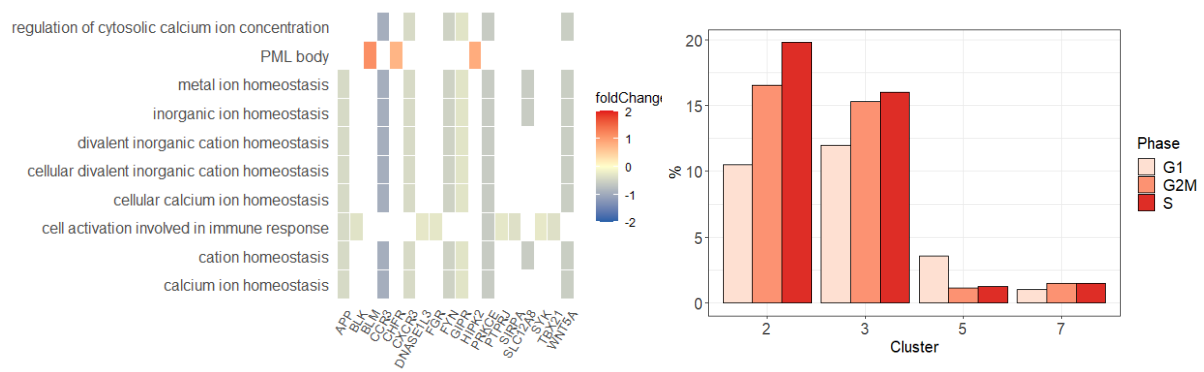 regulation of cytosolic calcium ion concentration
PML body
metal ion homeostasis
inorganic ion homeostasis
divalent inorganic cation homeostasis
cellular divalent inorganic cation homeostasis
cellular calcium ion homeostasis
cell activation involved in immune response
cation homeostasis
calcium ion homeostasis
APP
BLK
BLM
CCR3
CHFR
CXCR3
DNASE1L3
FGR
FYN
GIPR
HIPK2
PRKCE
PTPRJ
SIRPA
SLC12A8
SYK
TBX21
WNT5A
foldChange
2
1
0
-1
-2
%
20
15
10
5
0
2
3
5
7
Cluster
Phase
G1
G2M
S